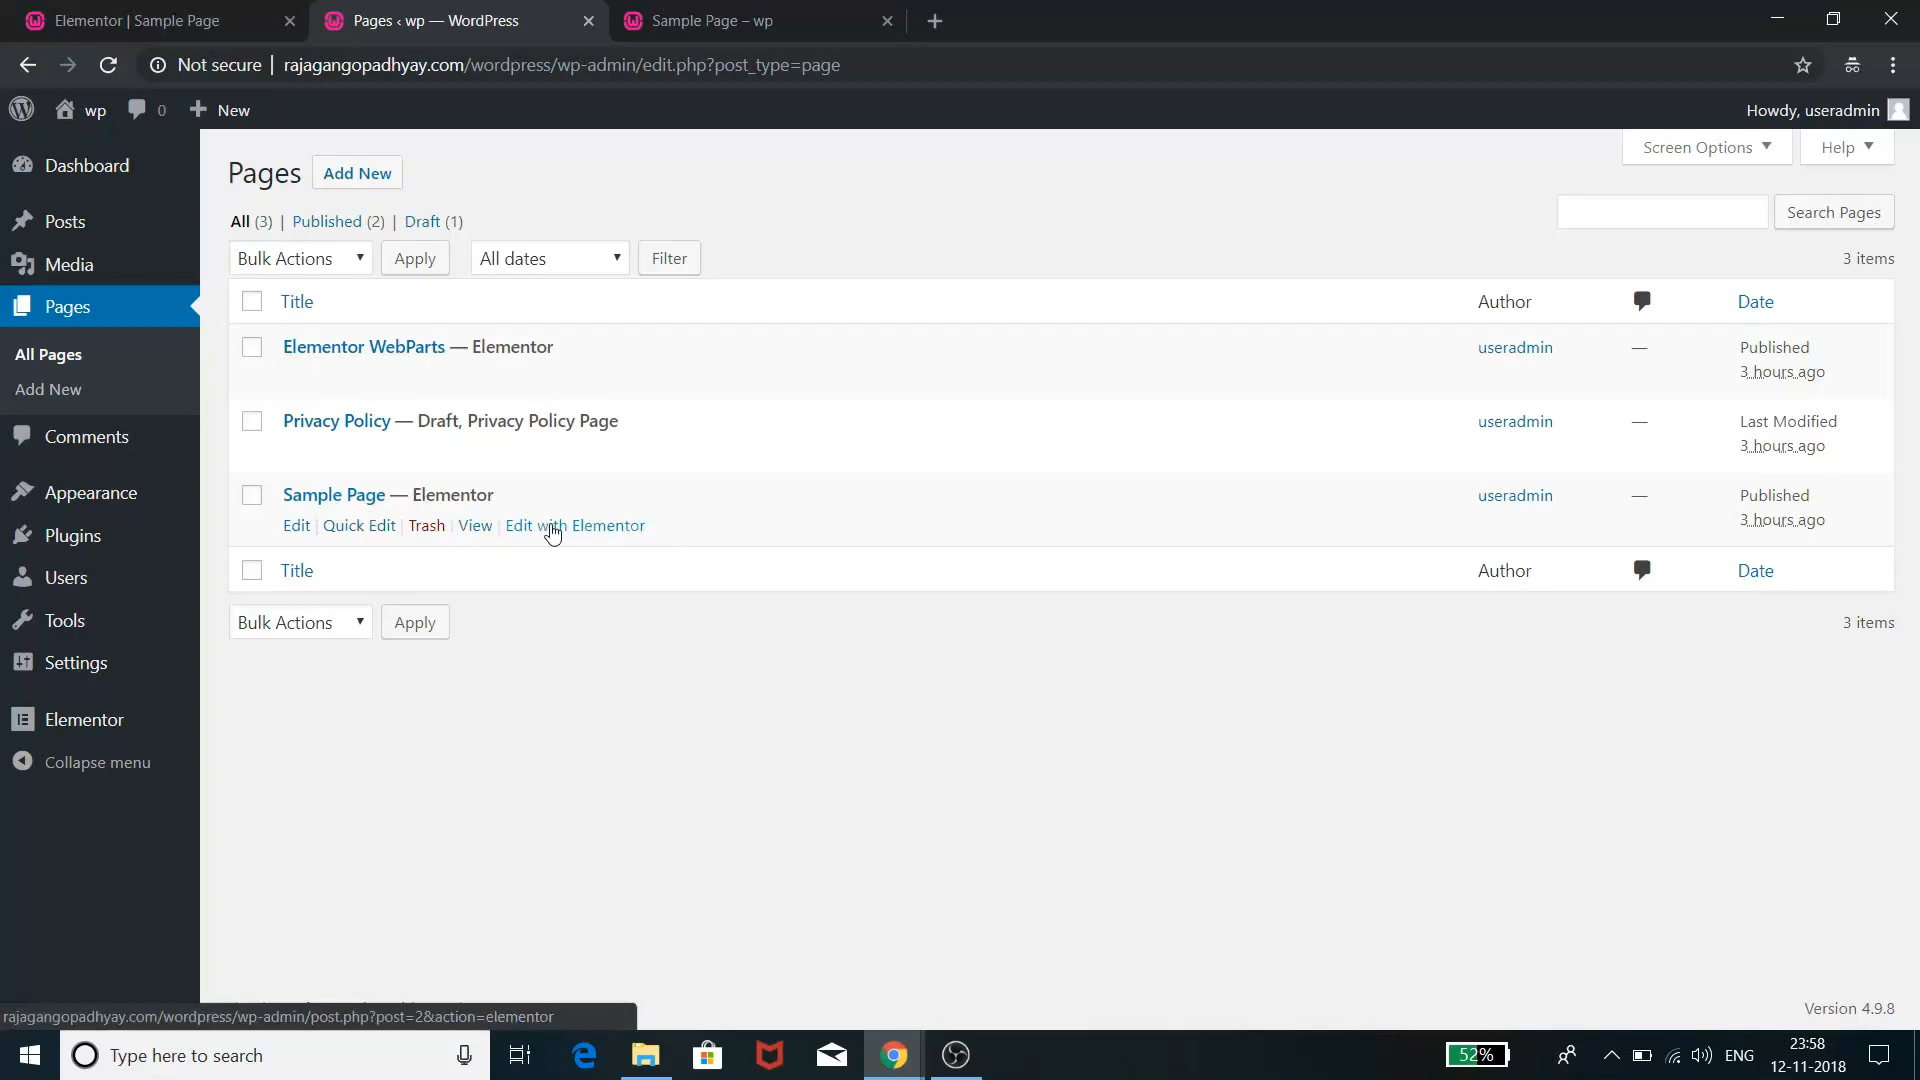 Elementor | Sample Page
Pages ‹ wp — WordPress
Sample Page – wp
Not secure | rajagangopadhyay.com/wordpress/wp-admin/edit.php?post_type=page
wp 0 New
Howdy, useradmin
Screen Options
Help
Dashboard
Posts
Media
Pages
All Pages
Add New
Comments
Appearance
Plugins
Users
Tools
Settings
Elementor
Collapse menu
Pages Add New
All (3) | Published (2) | Draft (1)
Search Pages
Bulk Actions Apply All dates Filter
3 items
Title Author Date
Elementor WebParts — Elementor useradmin — Published
3 hours ago
Privacy Policy — Draft, Privacy Policy Page useradmin — Last Modified
3 hours ago
Sample Page — Elementor useradmin — Published
Edit | Quick Edit | Trash | View | Edit with Elementor 3 hours ago
Title Author Date
Bulk Actions Apply 3 items
Version 4.9.8
rajagangopadhyay.com/wordpress/wp-admin/post.php?post=2&action=elementor
Type here to search
52%
ENG
23:58
12-11-2018